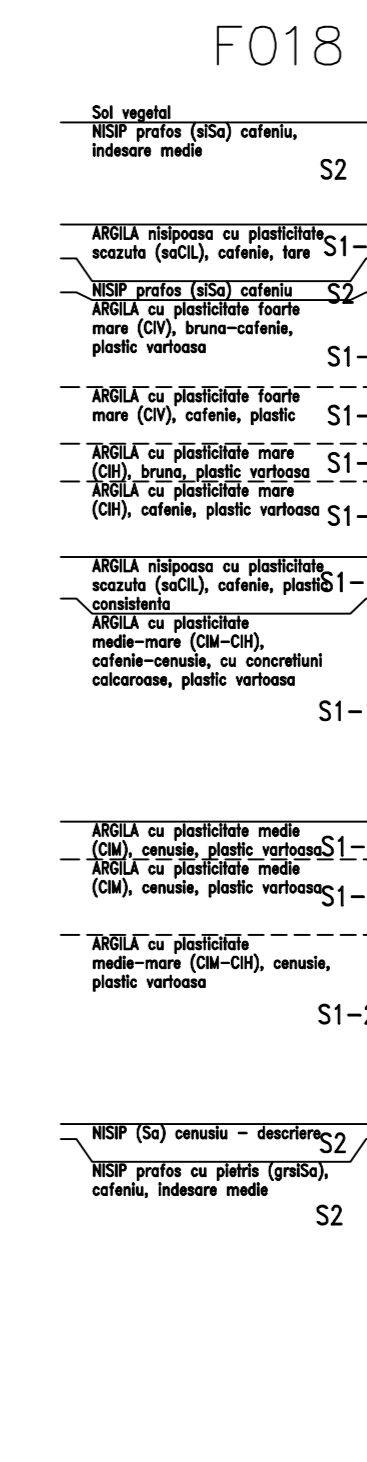 F018
Sol vegetal
NISIP prafos (siSa) cafeniu,
indesare medie
S2
ARGILA nisipoasa cu plasticitate
scazuta (saCIL), cafenie, tare
S1-
NISIP prafos (siSa) cafeniu
S2
ARGILA cu plasticitate foarte
mare (CIV), bruna-cafenie,
plastic vartoasa
S1-
ARGILA cu plasticitate foarte
mare (CIV), cafenie, plastic
S1-
ARGILA cu plasticitate mare
(CIH), bruna, plastic vartoasa
S1-
ARGILA cu plasticitate mare
(CIH), cafenie, plastic vartoasa
S1-
ARGILA nisipoasa cu plasticitate
scazuta (saCIL), cafenie, plastic
S1-
consistenta
ARGILA cu plasticitate
medie-mare (CIM-CIH),
cafenie-cenusie, cu concretiuni
calcaroase, plastic vartoasa
S1-
ARGILA cu plasticitate medie
(CIM), cenusie, plastic vartoasa
S1-
ARGILA cu plasticitate medie
(CIM), cenusie, plastic vartoasa
S1-
ARGILA cu plasticitate
medie-mare (CIM-CIH), cenusie,
plastic vartoasa
S1-2
NISIP (Sa) cenusiu - descriere
S2
NISIP prafos cu pietris (grsiSa),
cafeniu, indesare medie
S2